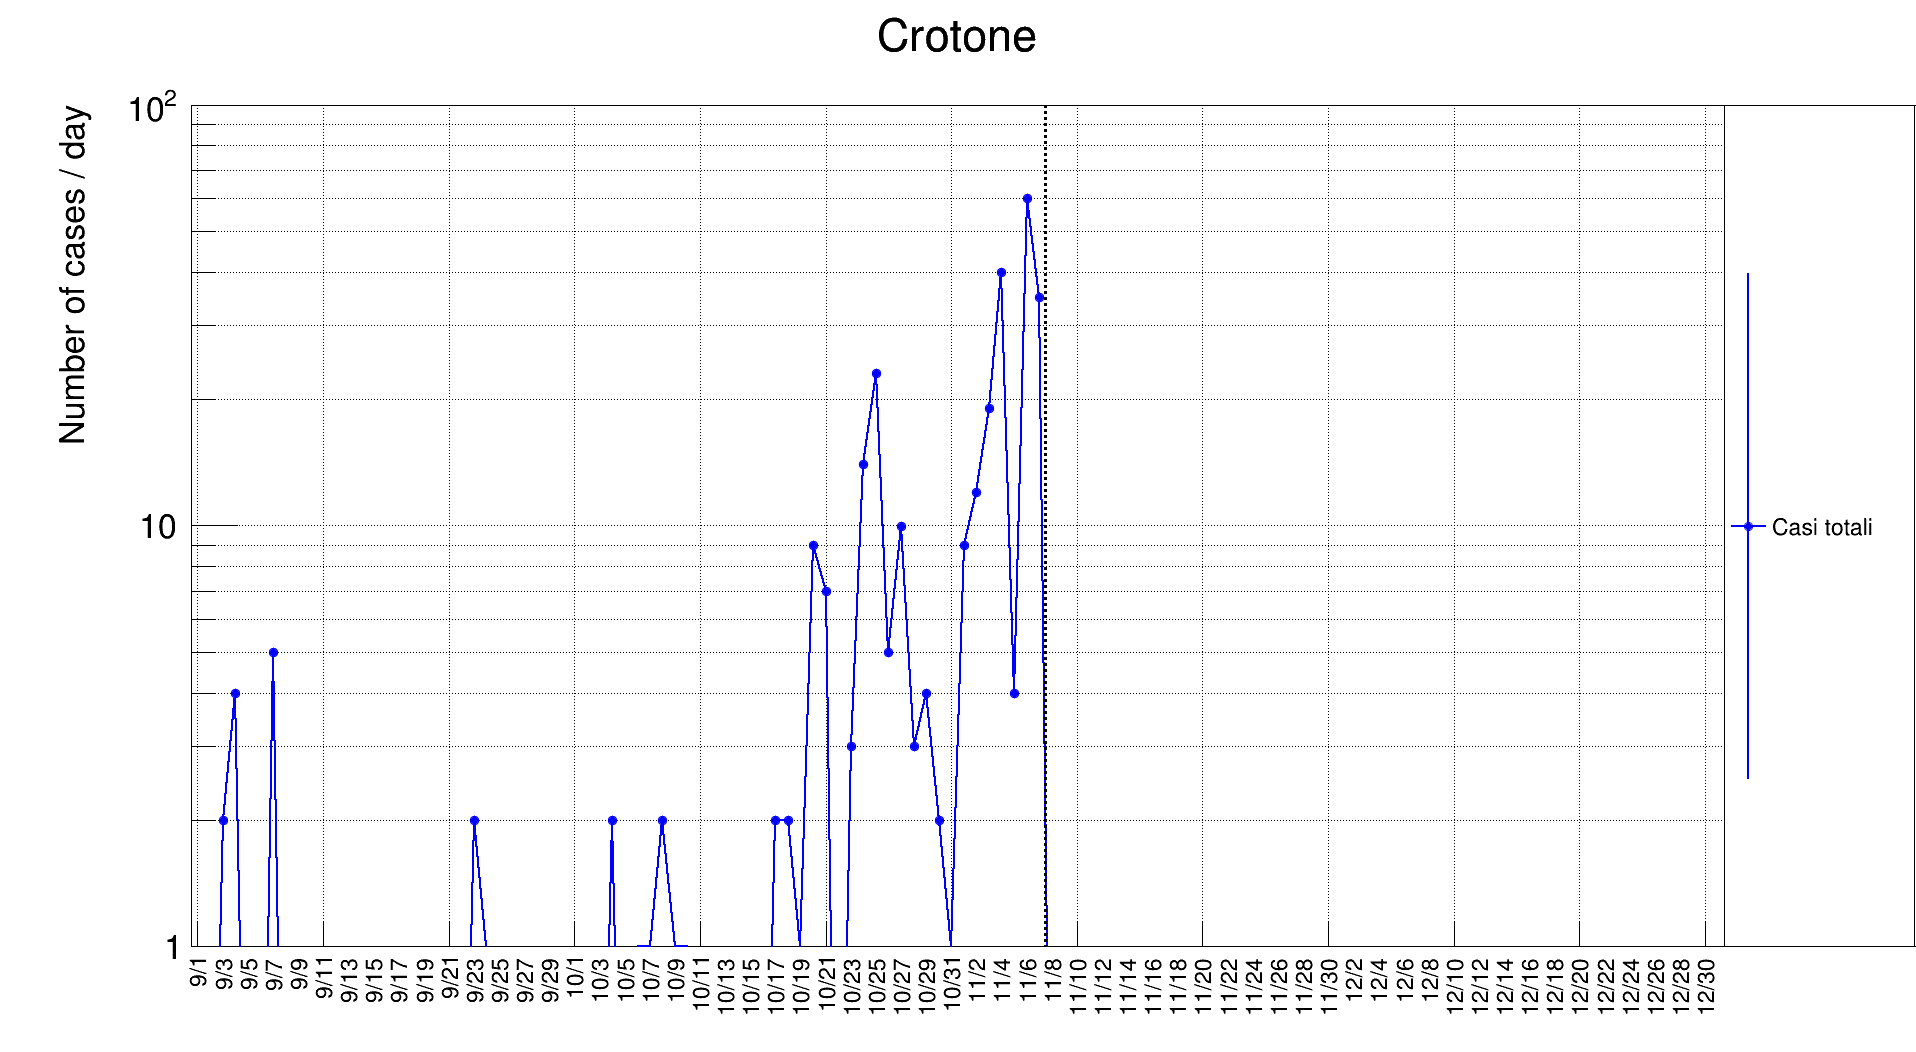 Crotone
Number of cases / day
10²
10
1
Casi totali
9/1 9/3 9/5 9/7 9/9 9/11 9/13 9/15 9/17 9/19 9/21 9/23 9/25 9/27 9/29 10/1 10/3 10/5 10/7 10/9 10/11 10/13 10/15 10/17 10/19 10/21 10/23 10/25 10/27 10/29 10/31 11/2 11/4 11/6 11/8 11/10 11/12 11/14 11/16 11/18 11/20 11/22 11/24 11/26 11/28 11/30 12/2 12/4 12/6 12/8 12/10 12/12 12/14 12/16 12/18 12/20 12/22 12/24 12/26 12/28 12/30